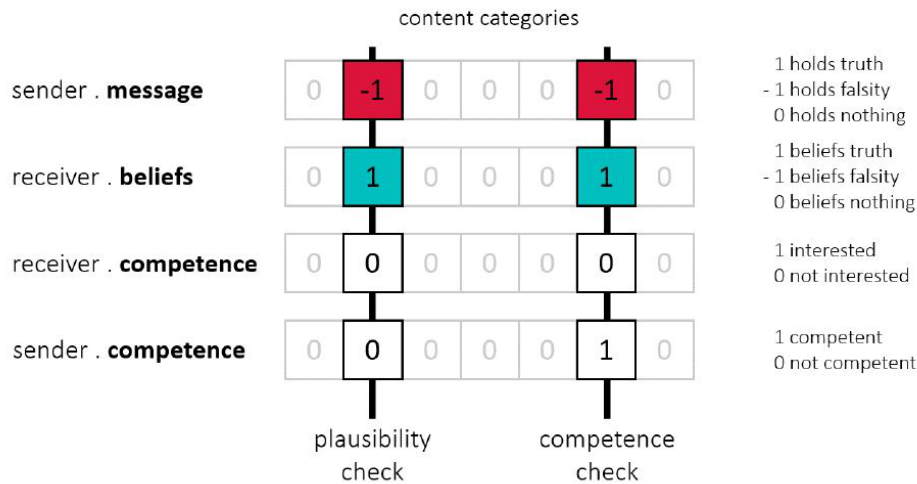 content categories
sender . message 0 -1 0 0 0 -1 0
1 holds truth
- 1 holds falsity
0 holds nothing
receiver . beliefs 0 1 0 0 0 1 0
1 beliefs truth
- 1 beliefs falsity
0 beliefs nothing
receiver . competence 0 0 0 0 0 0 0
1 interested
0 not interested
sender . competence 0 0 0 0 0 1 0
1 competent
0 not competent
plausibility check
competence check